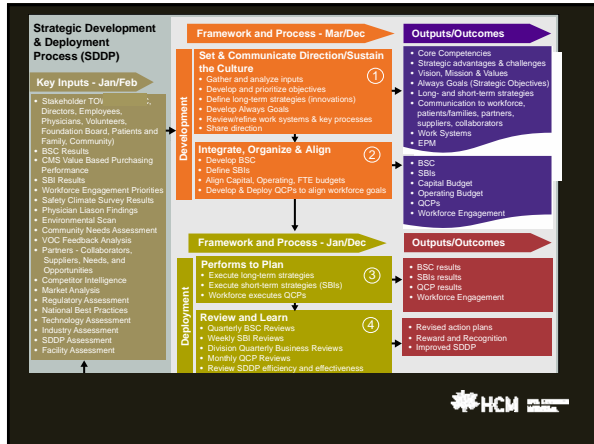 Strategic Development
& Deployment
Process (SDDP)
Key Inputs - Jan/Feb
• Stakeholder
Directors, Employees,
Physicians, Volunteers,
Foundation Board, Patients and
Family, Community)
• BSC Results
• CMS Value Based Purchasing
Performance
• SBI Results
• Workforce Engagement Priorities
• Safety Climate Survey Results
• Physician Liason Findings
• Environmental Scan
• Community Needs Assessment
• VOC Feedback Analysis
• Partners - Collaborators,
Suppliers, Needs, and
Opportunities
• Competitor Intelligence
• Market Analysis
• Regulatory Assessment
• National Best Practices
• Technology Assessment
• Industry Assessment
• SDDP Assessment
• Facility Assessment
Framework and Process - Mar/Dec
Development
Set & Communicate Direction/Sustain
the Culture
1
• Gather and analyze inputs
• Develop and prioritize objectives
• Define long-term strategies (innovations)
• Develop Always Goals
• Review/refine work systems & key processes
• Share direction
Integrate, Organize & Align
2
• Develop BSC
• Define SBIs
• Align Capital, Operating, FTE budgets
• Develop & Deploy QCPs to align workforce goals
Outputs/Outcomes
• Core Competencies
• Strategic advantages & challenges
• Vision, Mission & Values
• Always Goals (Strategic Objectives)
• Long- and short-term strategies
• Communication to workforce,
patients/families, partners,
suppliers, collaborators
• Work Systems
• EPM
• BSC
• SBIs
• Capital Budget
• Operating Budget
• QCPs
• Workforce Engagement
Framework and Process - Jan/Dec
Deployment
Performs to Plan
3
• Execute long-term strategies
• Execute short-term strategies (SBIs)
• Workforce executes QCPs
Review and Learn
4
• Quarterly BSC Reviews
• Weekly SBI Reviews
• Division Quarterly Business Reviews
• Monthly QCP Reviews
• Review SDDP efficiency and effectiveness
Outputs/Outcomes
• BSC results
• SBIs results
• QCP results
• Workforce Engagement
• Revised action plans
• Reward and Recognition
• Improved SDDP
HCM